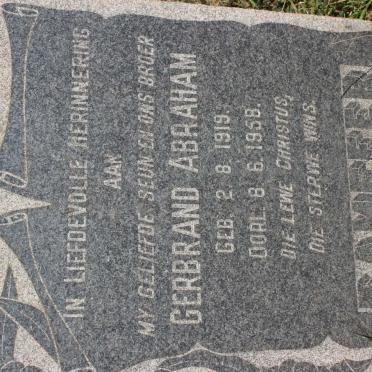 IN LIEFDEVOLLE HERINNERING
AAN
MY GELIEFDE SEUN EN ONS BROER
GERBRAND ABRAHAM
GEB. 2. 8. 1919.
OORL. 8. 6. 1958.
DIE LEWE CHRISTUS,
DIE STERWE WINS.